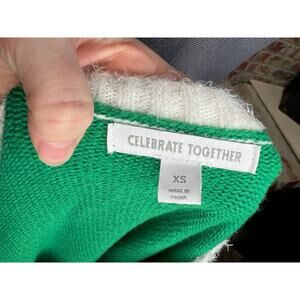 CELEBRATE TOGETHER
XS
MADE IN
CHINA